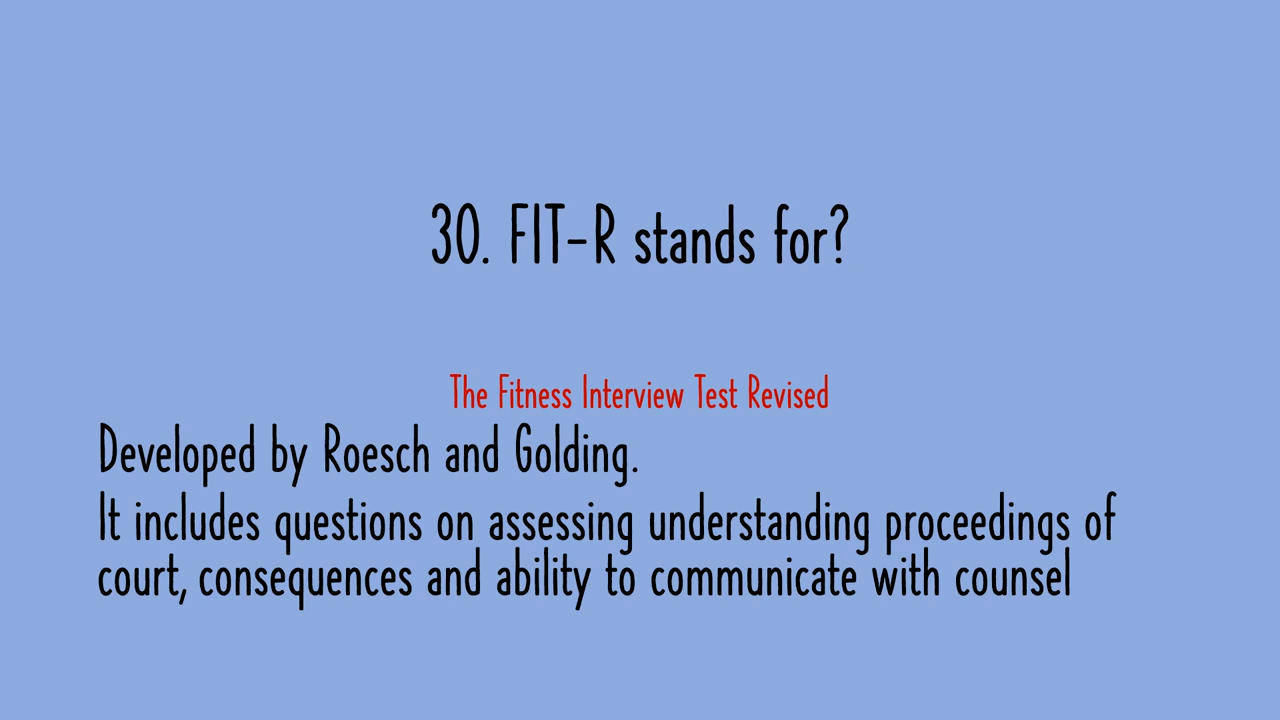 30. FIT-R stands for?
The Fitness Interview Test Revised
Developed by Roesch and Golding.
It includes questions on assessing understanding proceedings of
court, consequences and ability to communicate with counsel